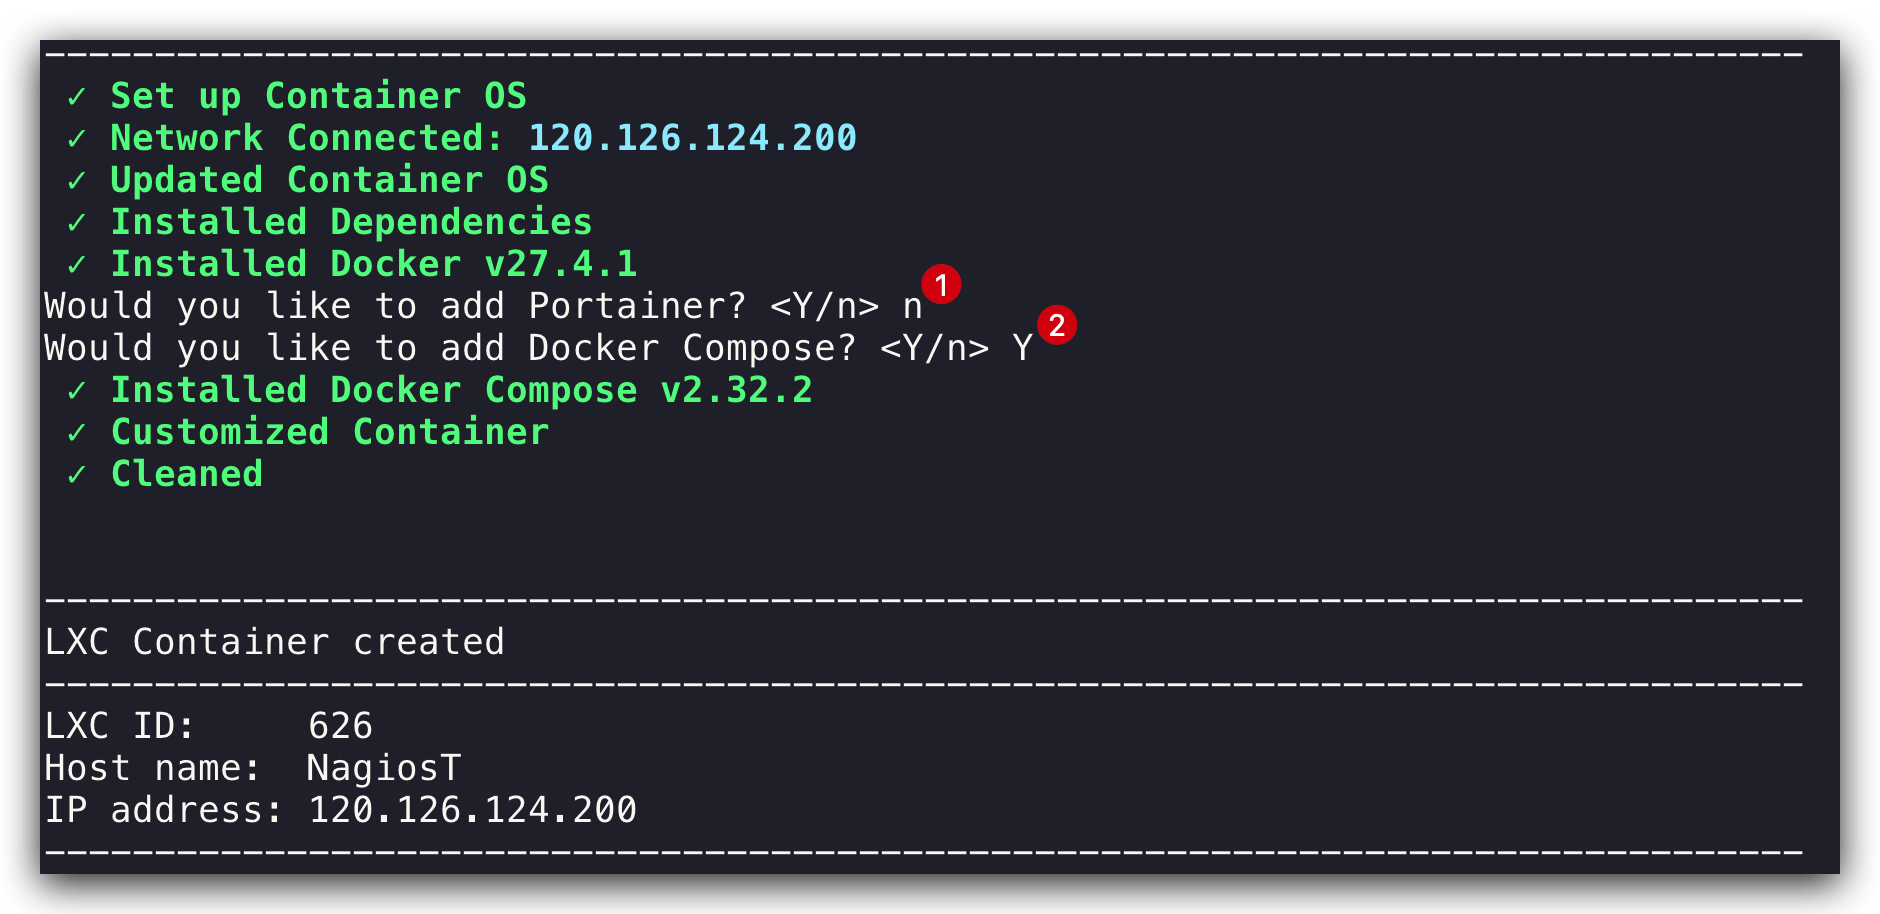 --------------------------------------------------------------------------------
✓ Set up Container OS
✓ Network Connected: 120.126.124.200
✓ Updated Container OS
✓ Installed Dependencies
✓ Installed Docker v27.4.1
Would you like to add Portainer? <Y/n> n 1
Would you like to add Docker Compose? <Y/n> Y 2
✓ Installed Docker Compose v2.32.2
✓ Customized Container
✓ Cleaned
--------------------------------------------------------------------------------
LXC Container created
--------------------------------------------------------------------------------
LXC ID: 626
Host name: NagiosT
IP address: 120.126.124.200
--------------------------------------------------------------------------------